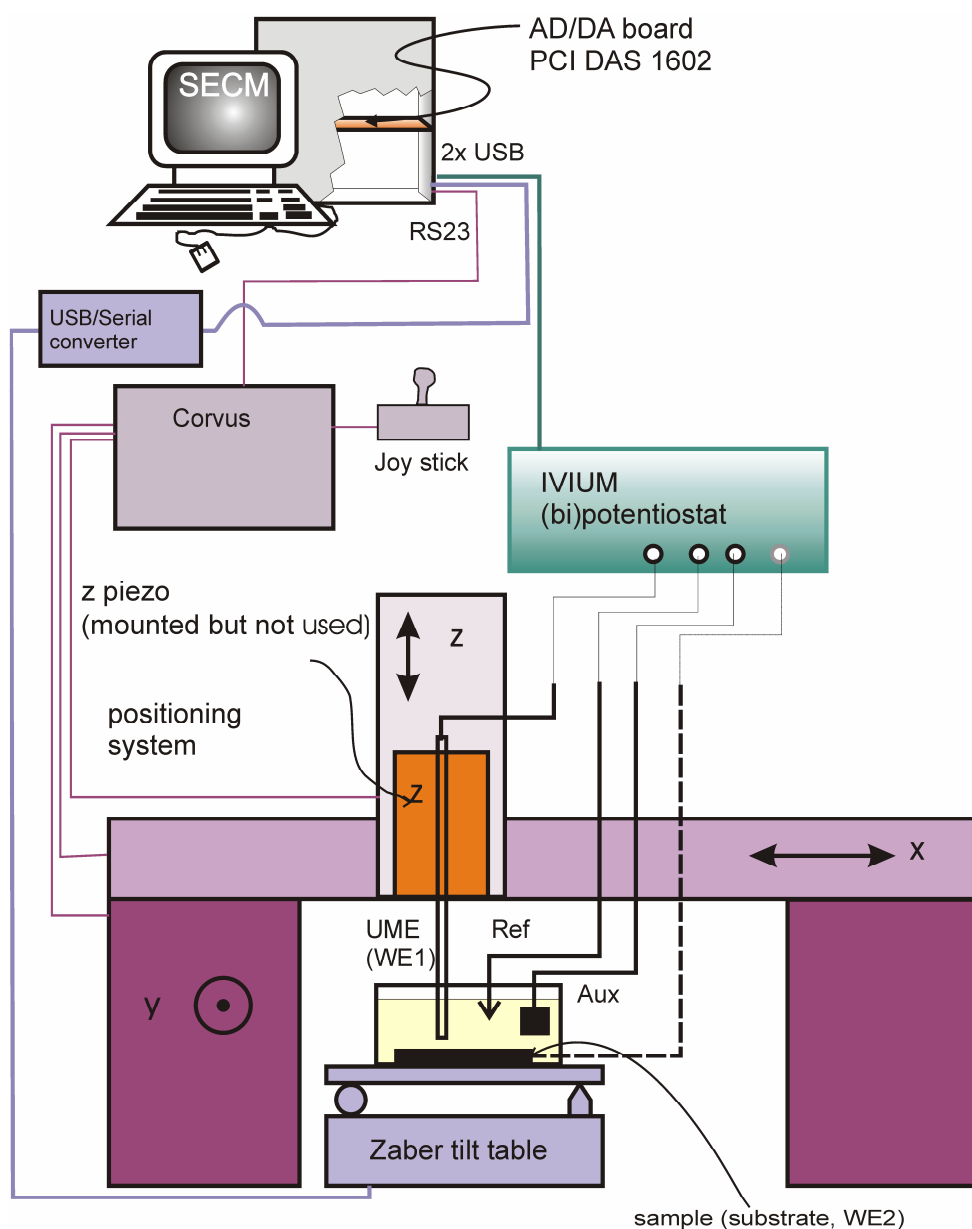 AD/DA board
PCI DAS 1602
SECM
2x USB
RS23
USB/Serial
converter
Corvus
Joy stick
IVIUM
(bi)potentiostat
z piezo
(mounted but not used)
z
positioning
system
z
x
UME
(WE1)
Ref
Aux
y
Zaber tilt table
sample (substrate, WE2)